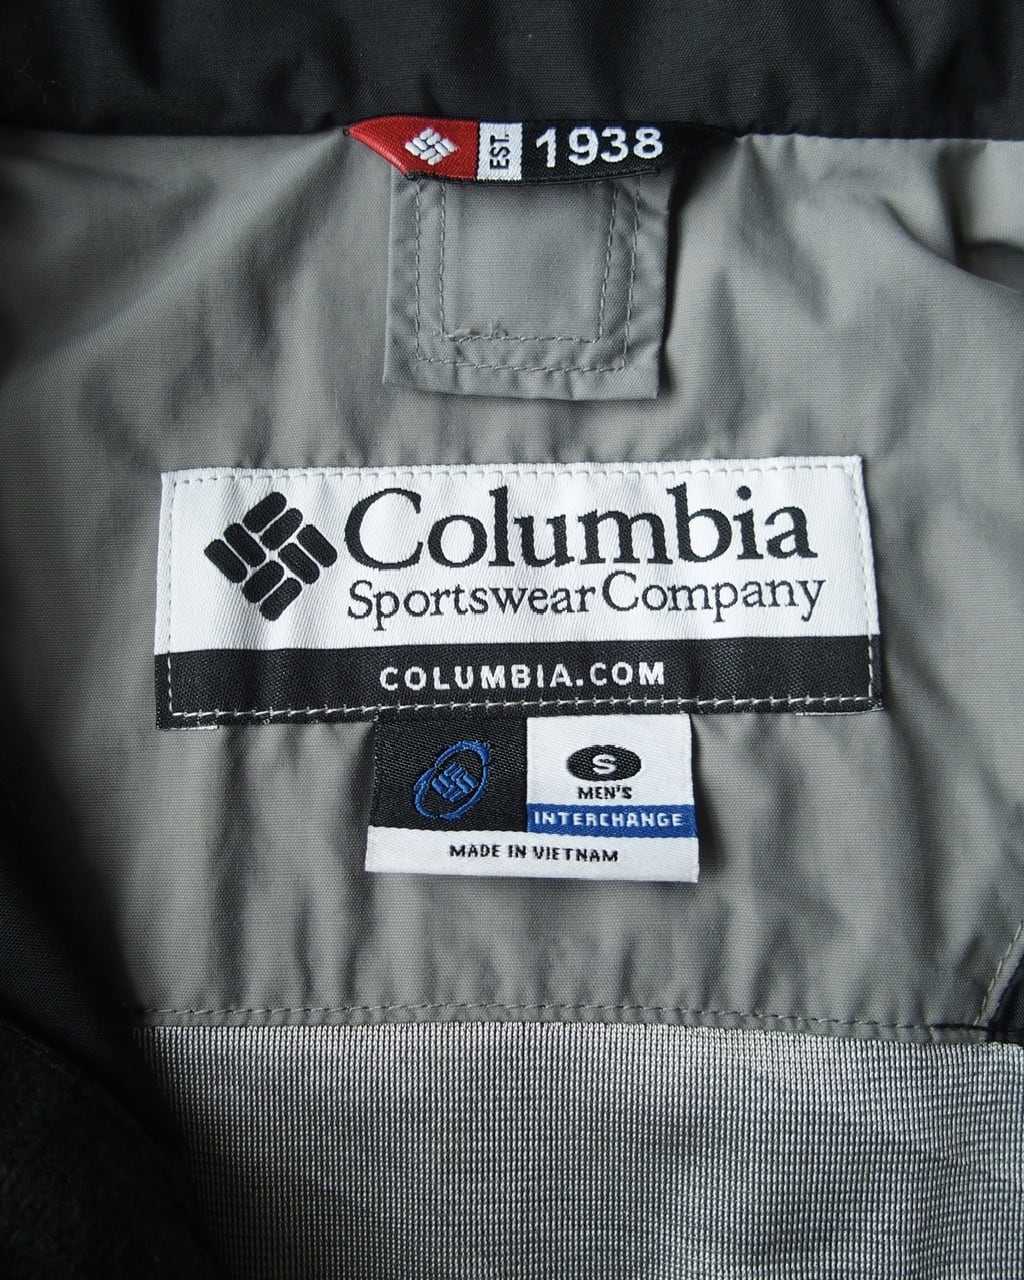 EST. 1938
Columbia
Sportswear Company
COLUMBIA.COM
S
MEN'S
INTERCHANGE
MADE IN VIETNAM